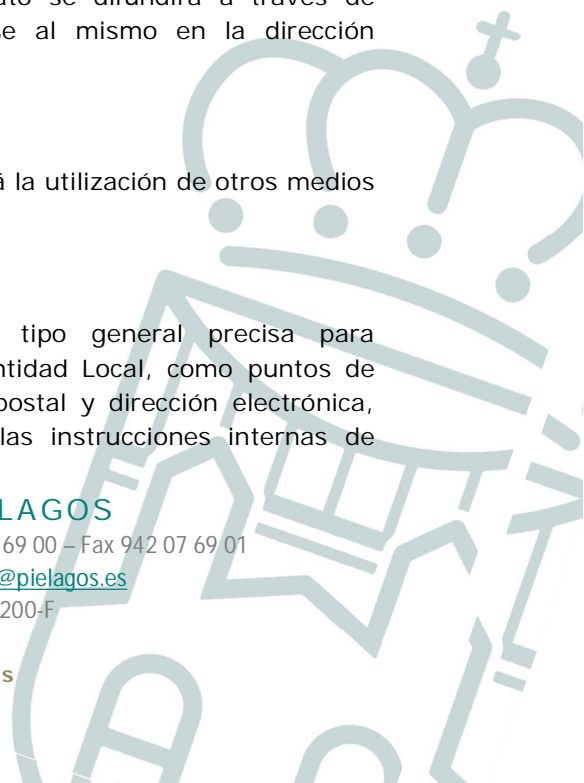 ato se difundirá a través de
se al mismo en la dirección
á la utilización de otros medios
tipo general precisa para
ntidad Local, como puntos de
postal y dirección electrónica,
las instrucciones internas de
LAGOS
69 00 – Fax 942 07 69 01
@pielagos.es
200-F
s